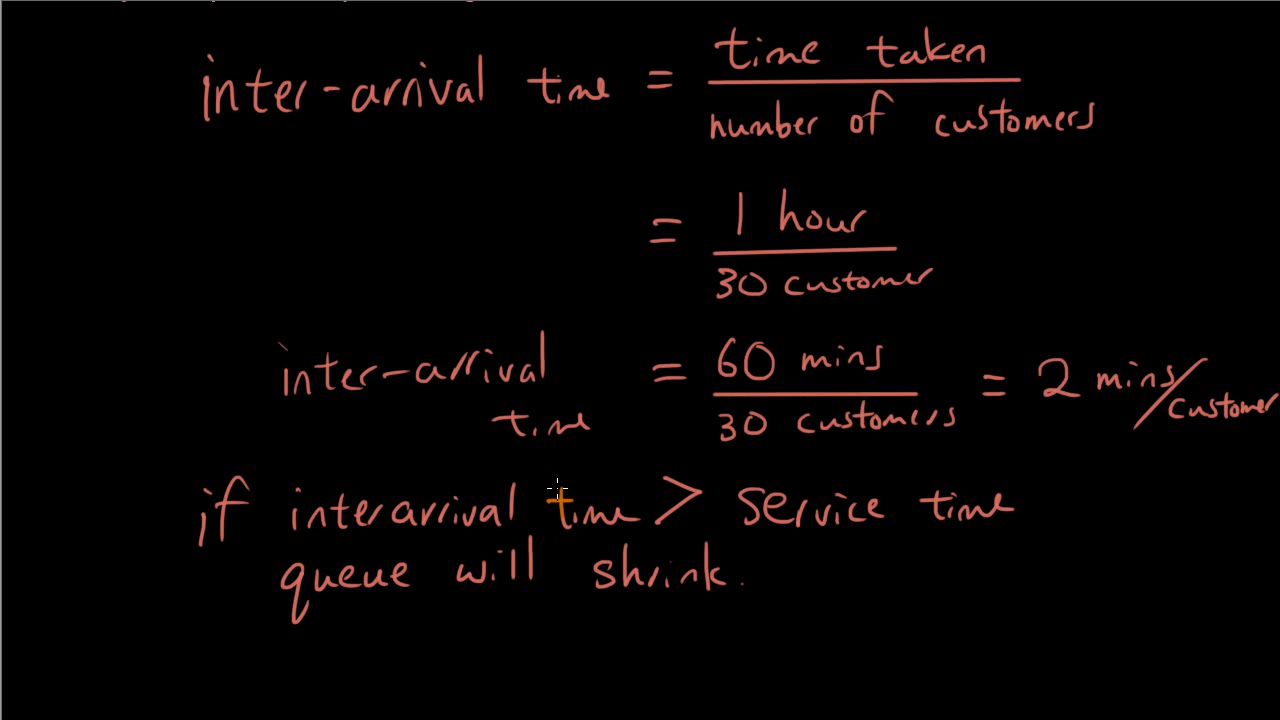 inter-arrival time = time taken
number of customers
= 1 hour
30 customer
inter-arrival time = 60 mins
30 customers = 2 mins/customer
if interarrival time > service time
queue will shrink.